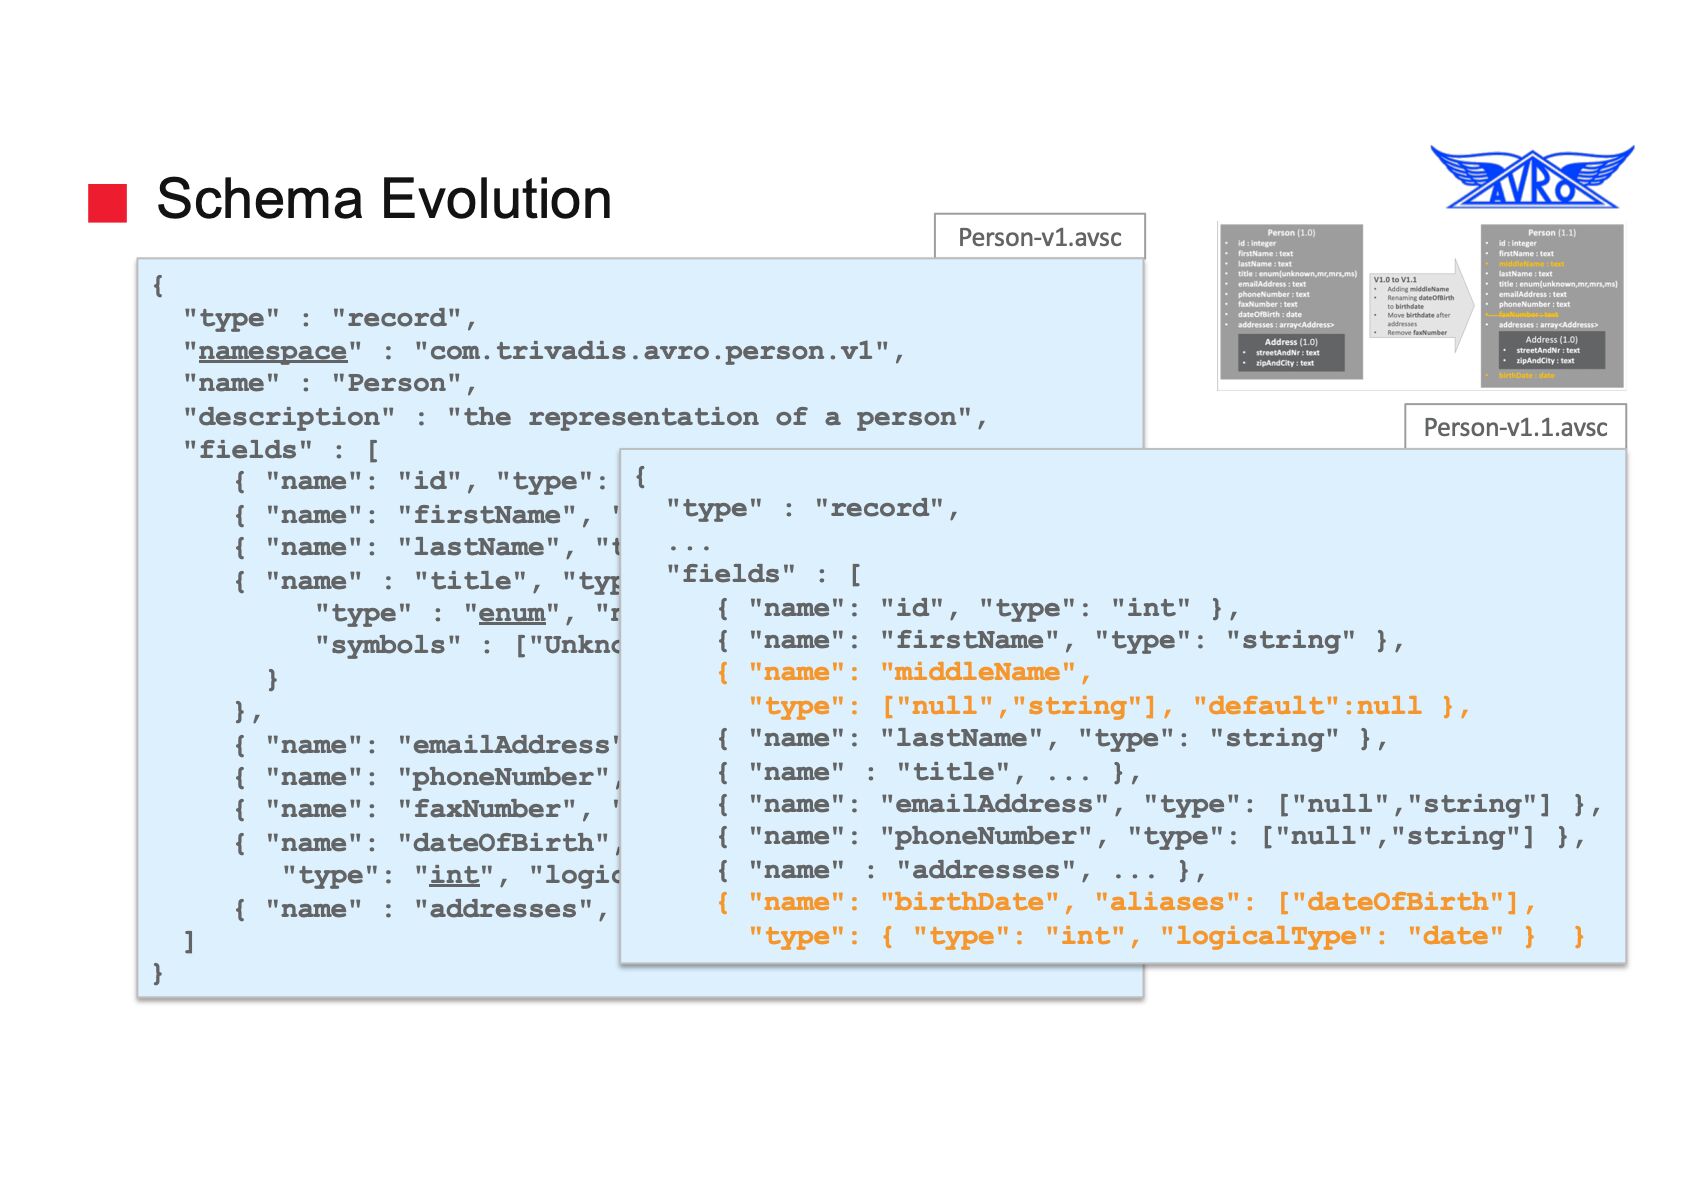 Schema Evolution
AVRO
Person-v1.avsc
{
"type" : "record",
"namespace" : "com.trivadis.avro.person.v1",
"name" : "Person",
"description" : "the representation of a person",
"fields" : [
{ "name": "id", "type":
{ "name": "firstName", "
{ "name": "lastName", "t
{ "name" : "title", "typ
"type" : "enum", "n
"symbols" : ["Unkno
}
},
{ "name": "emailAddress"
{ "name": "phoneNumber",
{ "name": "faxNumber", "
{ "name": "dateOfBirth",
"type": "int", "logic
{ "name" : "addresses",
]
}
Person (1.0)
• id : integer
• firstName : text
• lastName : text
• title : enum(unknown,mr,mrs,ms)
• emailAddress : text
• phoneNumber : text
• faxNumber : text
• dateOfBirth : date
• addresses : array<Address>
Address (1.0)
• streetAndNr : text
• zipAndCity : text
V1.0 to V1.1
• Adding middleName
• Renaming dateOfBirth
to birthdate
• Move birthdate after
addresses
• Remove faxNumber
Person (1.1)
• id : integer
• firstName : text
• middleName : text
• lastName : text
• title : enum(unknown,mr,mrs,ms)
• emailAddress : text
• phoneNumber : text
• faxNumber : text
• addresses : array<Addresss>
Address (1.0)
• streetAndNr : text
• zipAndCity : text
• birthDate : date
Person-v1.1.avsc
{
"type" : "record",
...
"fields" : [
{ "name": "id", "type": "int" },
{ "name": "firstName", "type": "string" },
{ "name": "middleName",
"type": ["null","string"], "default":null },
{ "name": "lastName", "type": "string" },
{ "name" : "title", ... },
{ "name": "emailAddress", "type": ["null","string"] },
{ "name": "phoneNumber", "type": ["null","string"] },
{ "name" : "addresses", ... },
{ "name": "birthDate", "aliases": ["dateOfBirth"],
"type": { "type": "int", "logicalType": "date" } }